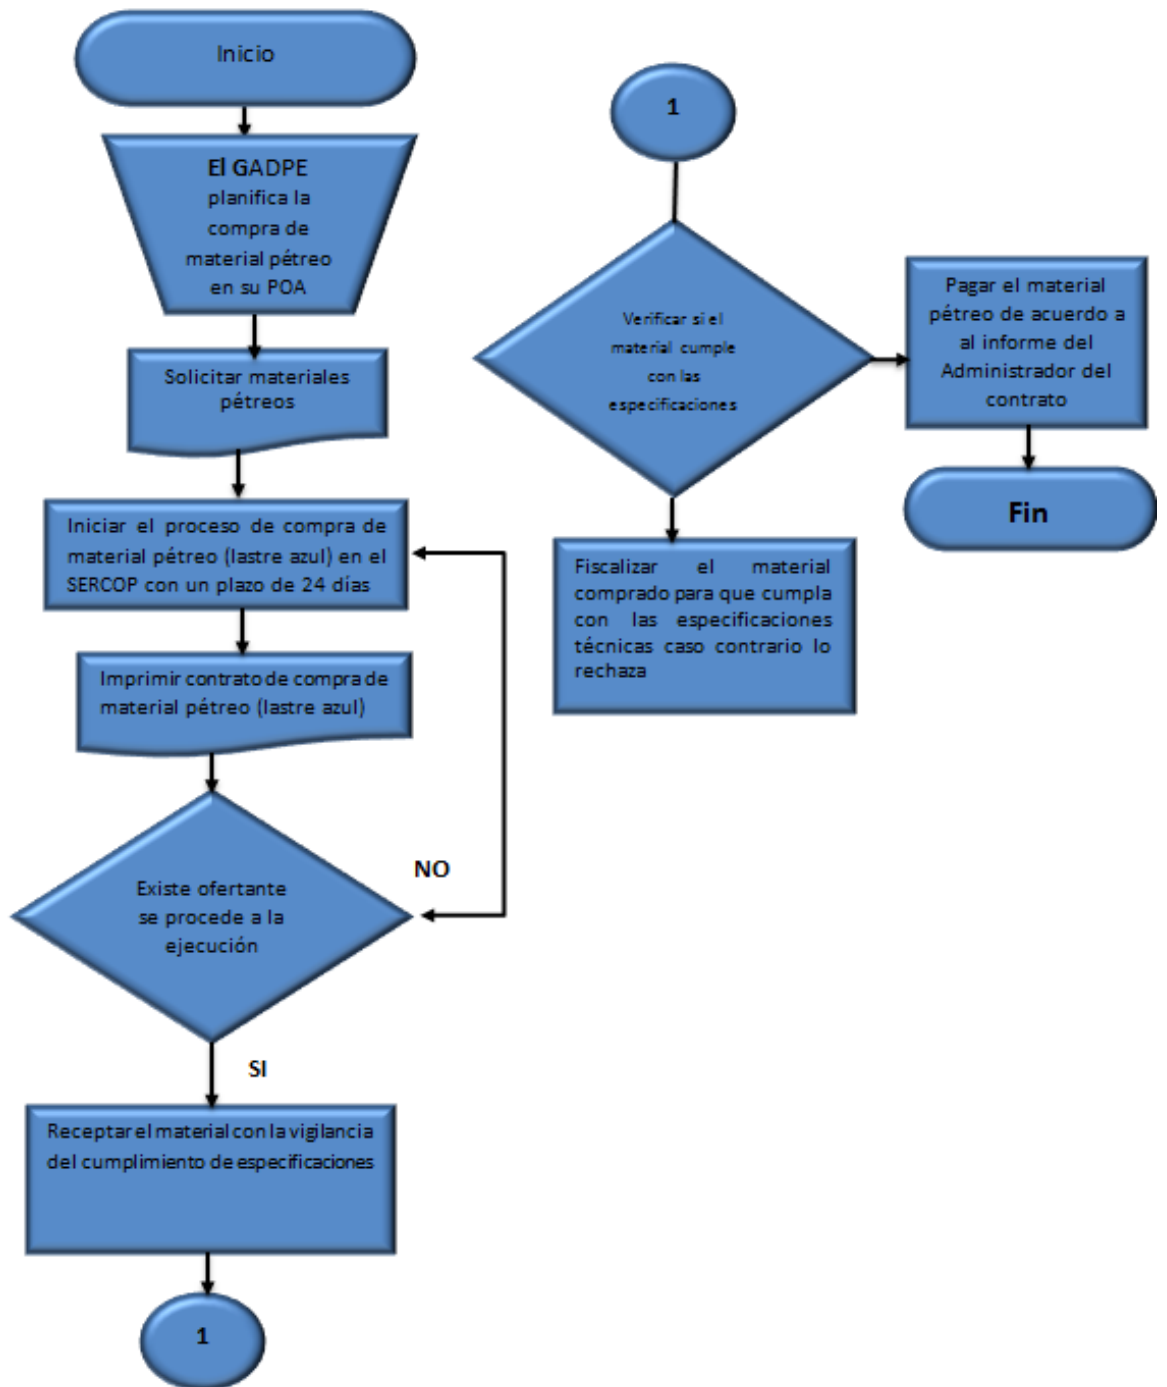 Inicio
El GADPE
planifica la
compra de
material pétreo
en su POA
Solicitar materiales
pétreos
Iniciar el proceso de compra de
material pétreo (lastre azul) en el
SERCOP con un plazo de 24 días
Imprimir contrato de compra de
material pétreo (lastre azul)
Existe ofertante
se procede a la
ejecución
NO
SI
Receptar el material con la vigilancia
del cumplimiento de especificaciones
1
1
Verificar si el
material cumple
con las
especificaciones
Pagar el material
pétreo de acuerdo a
al informe del
Administrador del
contrato
Fin
Fiscalizar el material
comprado para que cumpla
con las especificaciones
técnicas caso contrario lo
rechaza